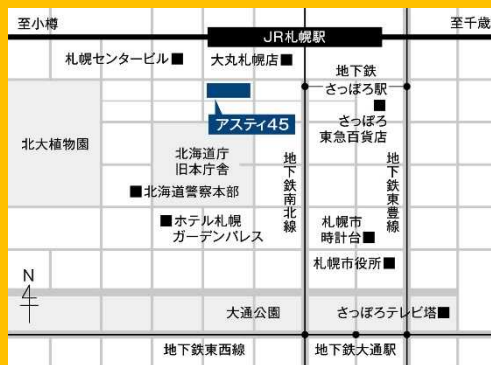 至小樽
JR札幌駅
至千歳
札幌センタービル
大丸札幌店
地下鉄
さっぽろ駅
アスティ45
さっぽろ
東急百貨店
北大植物園
北海道庁
旧本庁舎
地下鉄南北線
地下鉄東豊線
北海道警察本部
ホテル札幌
ガーデンパレス
札幌市
時計台
札幌市役所
N
大通公園
さっぽろテレビ塔
地下鉄東西線
地下鉄大通駅